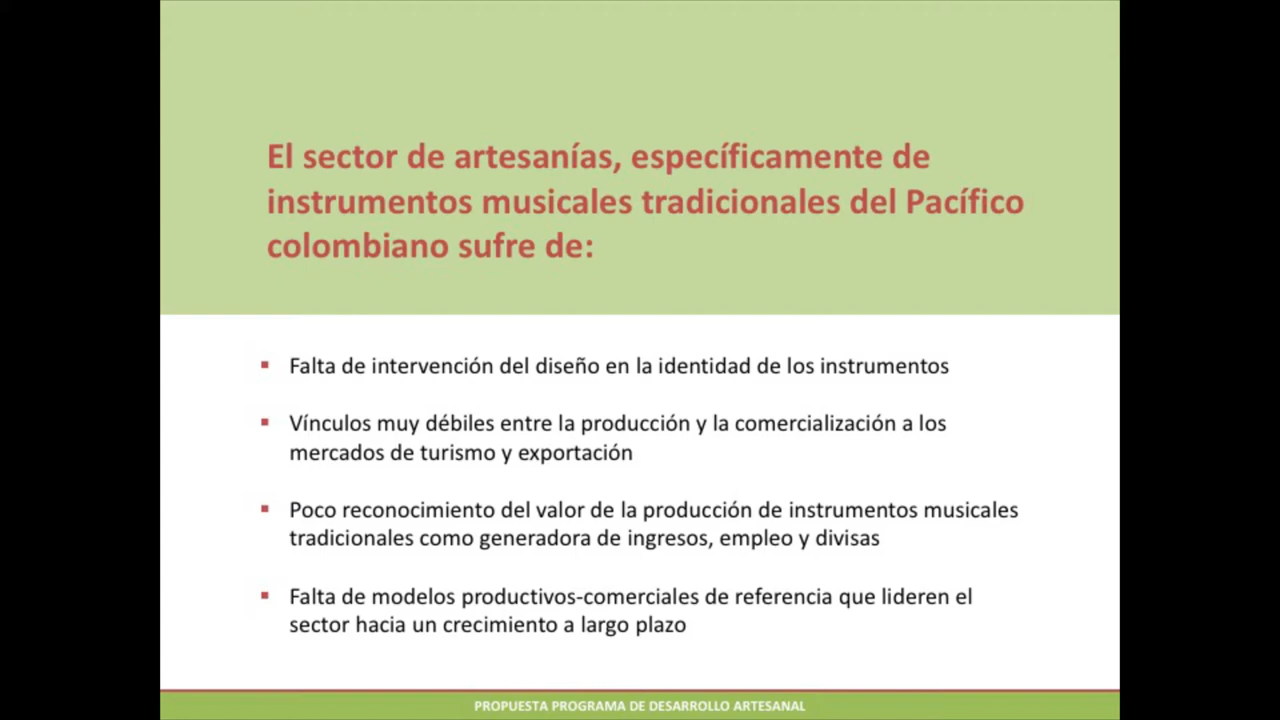 El sector de artesanías, específicamente de
instrumentos musicales tradicionales del Pacífico
colombiano sufre de:
▪ Falta de intervención del diseño en la identidad de los instrumentos
▪ Vínculos muy débiles entre la producción y la comercialización a los
mercados de turismo y exportación
▪ Poco reconocimiento del valor de la producción de instrumentos musicales
tradicionales como generadora de ingresos, empleo y divisas
▪ Falta de modelos productivos-comerciales de referencia que lideren el
sector hacia un crecimiento a largo plazo
PROPUESTA PROGRAMA DE DESARROLLO ARTESANAL